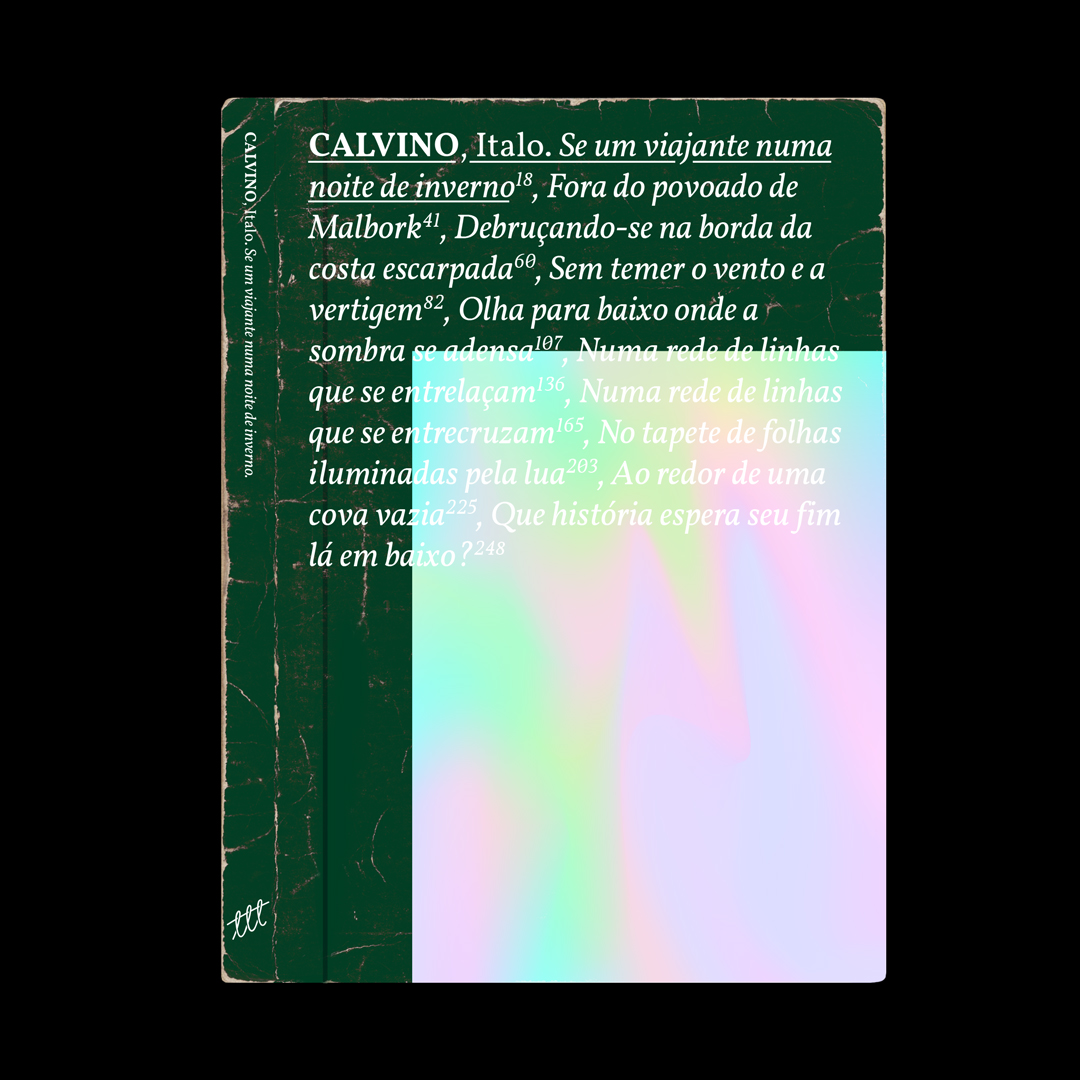 CALVINO, Italo. Se um viajante numa
noite de inverno¹⁸, Fora do povoado de
Malbork⁴¹, Debruçando-se na borda da
costa escarpada⁶⁰, Sem temer o vento e a
vertigem⁸², Olha para baixo onde a
sombra se adensa¹⁰⁷, Numa rede de linhas
que se entrelaçam¹³⁶, Numa rede de linhas
que se entrecruzam¹⁶⁵, No tapete de folhas
iluminadas pela lua²⁰³, Ao redor de uma
cova vazia²²⁵, Que história espera seu fim
lá em baixo?²⁴⁸
CALVINO, Italo. Se um viajante numa noite de inverno.
ttt